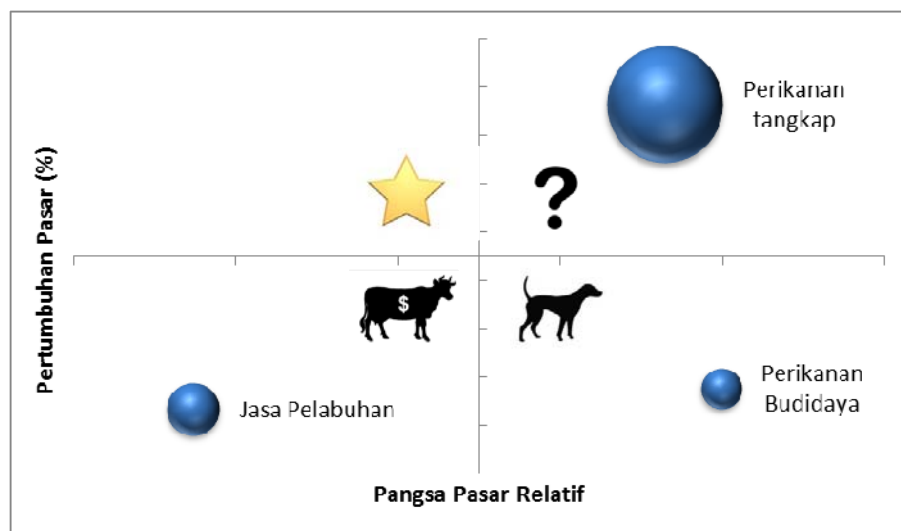 Perikanan
tangkap
Pertumbuhan Pasar (%)
?
$
Jasa Pelabuhan
Perikanan
Budidaya
Pangsa Pasar Relatif